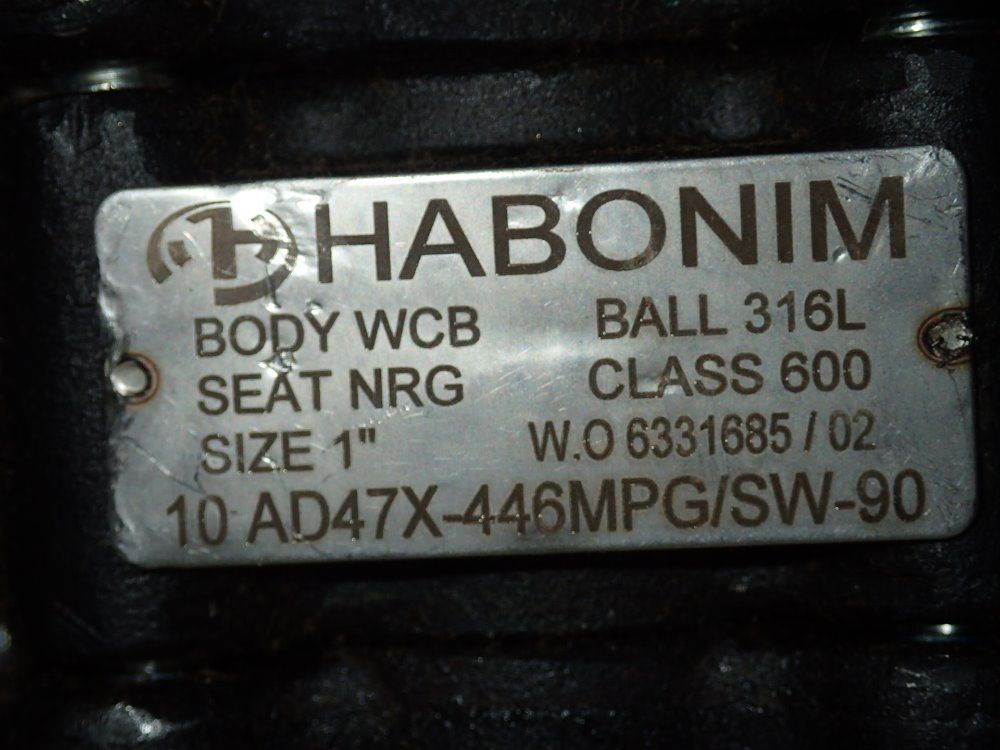 HABONIM
BODY WCB BALL 316L
SEAT NRG CLASS 600
SIZE 1" W.O 6331685 / 02
10 AD47X-446MPG/SW-90